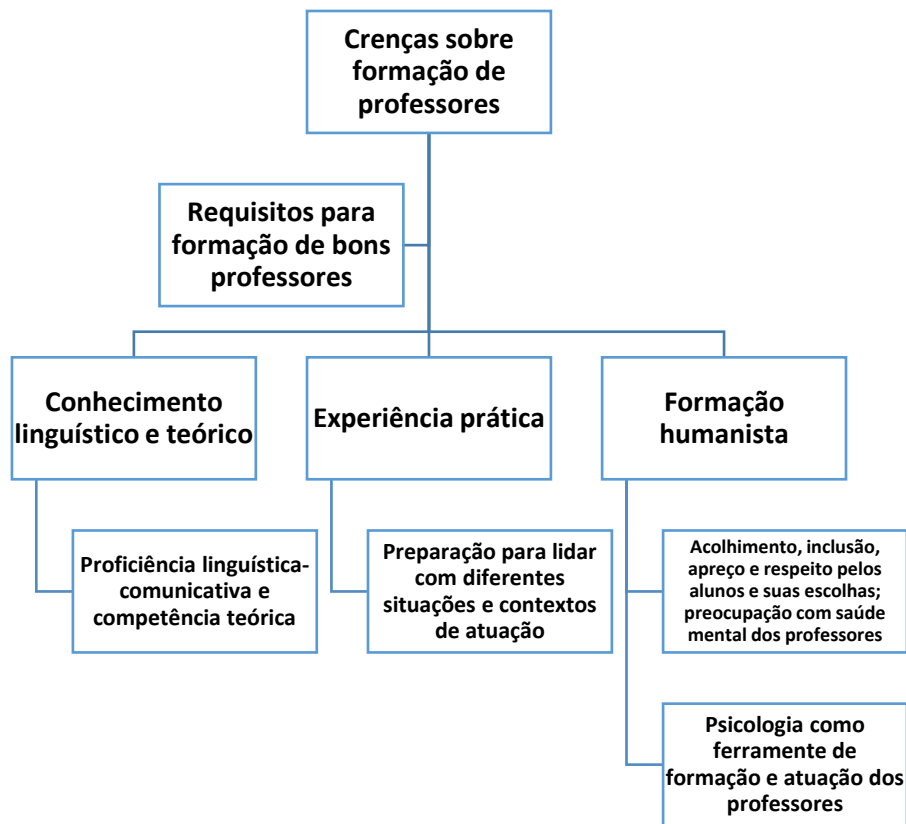 Crenças sobre
formação de
professores
Requisitos para
formação de bons
professores
Conhecimento
linguístico e teórico
Experiência prática
Formação
humanista
Proficiência linguística-
comunicativa e
competência teórica
Preparação para lidar
com diferentes
situações e contextos
de atuação
Acolhimento, inclusão,
apreço e respeito pelos
alunos e suas escolhas;
preocupação com saúde
mental dos professores
Psicologia como
ferramente de
formação e atuação dos
professores